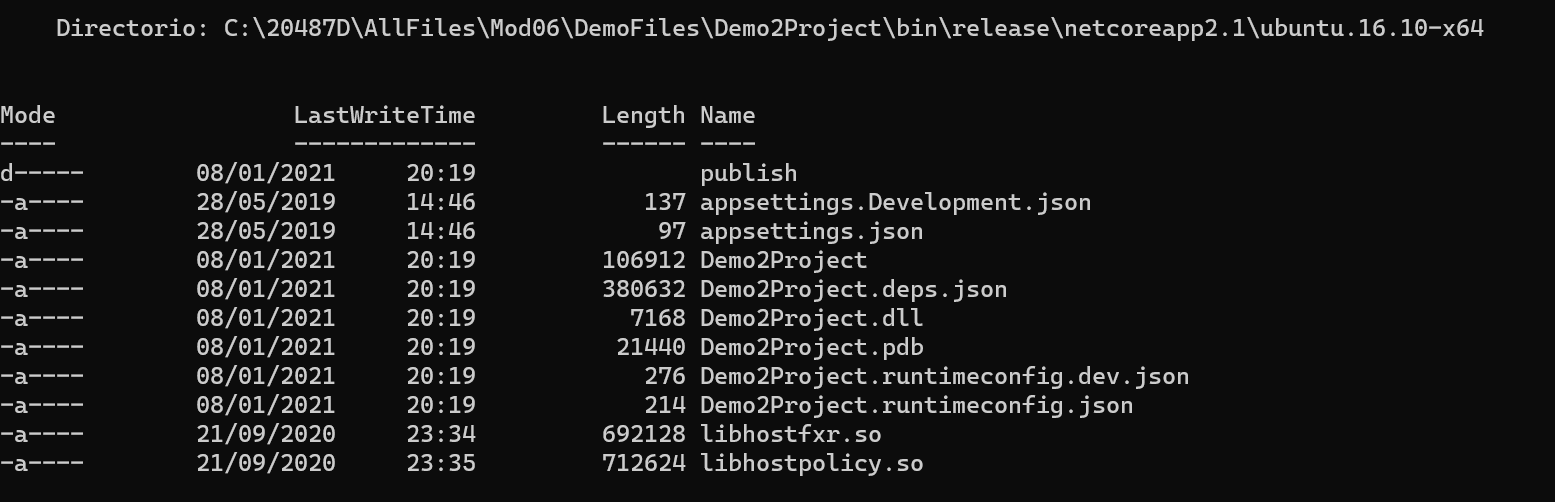 Directorio: C:\20487D\AllFiles\Mod06\DemoFiles\Demo2Project\bin\release\netcoreapp2.1\ubuntu.16.10-x64
Mode                 LastWriteTime         Length Name
----                 -------------         ------ ----
d-----        08/01/2021     20:19                publish
-a----        28/05/2019     14:46            137 appsettings.Development.json
-a----        28/05/2019     14:46             97 appsettings.json
-a----        08/01/2021     20:19         106912 Demo2Project
-a----        08/01/2021     20:19         380632 Demo2Project.deps.json
-a----        08/01/2021     20:19           7168 Demo2Project.dll
-a----        08/01/2021     20:19          21440 Demo2Project.pdb
-a----        08/01/2021     20:19            276 Demo2Project.runtimeconfig.dev.json
-a----        08/01/2021     20:19            214 Demo2Project.runtimeconfig.json
-a----        21/09/2020     23:34         692128 libhostfxr.so
-a----        21/09/2020     23:35         712624 libhostpolicy.so